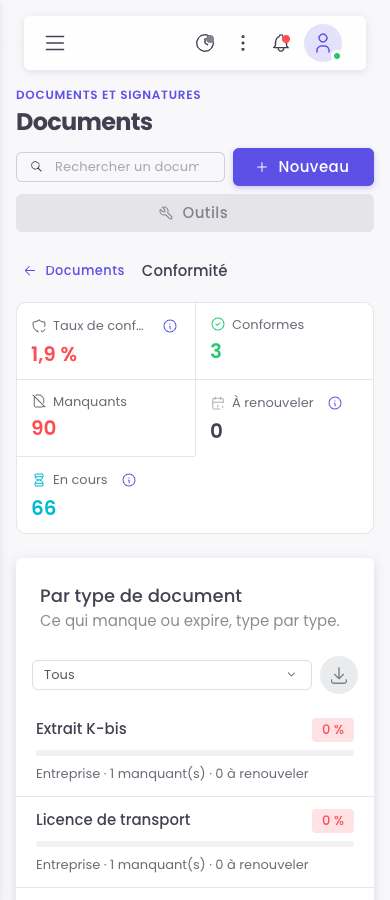 DOCUMENTS ET SIGNATURES
Documents
Rechercher un docum
Nouveau
Outils
Documents
Conformité
Taux de conf...
1,9 %
Conformes
3
Manquants
90
À renouveler
0
En cours
66
Par type de document
Ce qui manque ou expire, type par type.
Tous
Extrait K-bis
0 %
Entreprise · 1 manquant(s) · 0 à renouveler
Licence de transport
0 %
Entreprise · 1 manquant(s) · 0 à renouveler